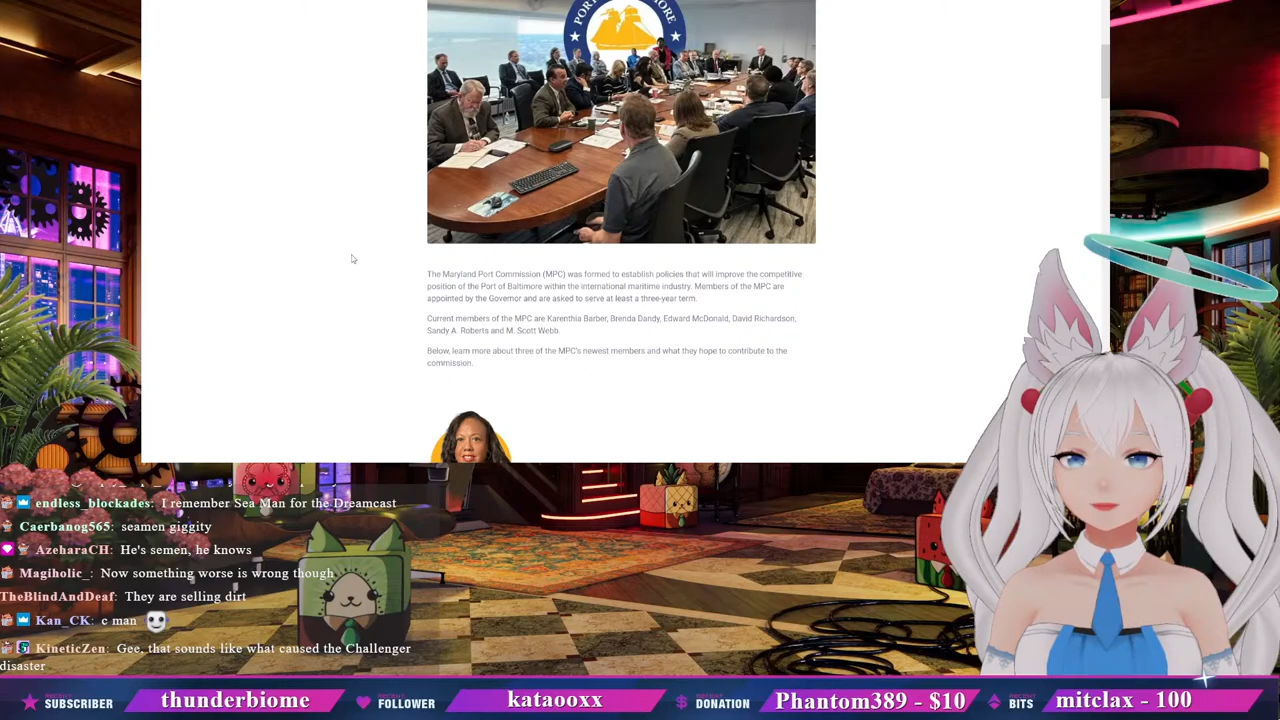 PORT
MORE
The Maryland Port Commission (MPC) was formed to establish policies that will improve the competitive
position of the Port of Baltimore within the international maritime industry. Members of the MPC are
appointed by the Governor and are asked to serve at least a three-year term.
Current members of the MPC are Karenthia Barber, Brenda Dandy, Edward McDonald, David Richardson,
Sandy A. Roberts and M. Scott Webb.
Below, learn more about three of the MPC's newest members and what they hope to contribute to the
commission.
endless_blockades: I remember Sea Man for the Dreamcast
Caerbanog565: seamen giggity
AzeharaCH: He's semen, he knows
Magiholic_: Now something worse is wrong though
TheBlindAndDeaf: They are selling dirt
Kan_CK: c man
KineticZen: Gee, that sounds like what caused the Challenger
disaster
RECENT SUBSCRIBER thunderbiome RECENT FOLLOWER kataooxx RECENT DONATION Phantom389 - $10 RECENT BITS mitclax - 100